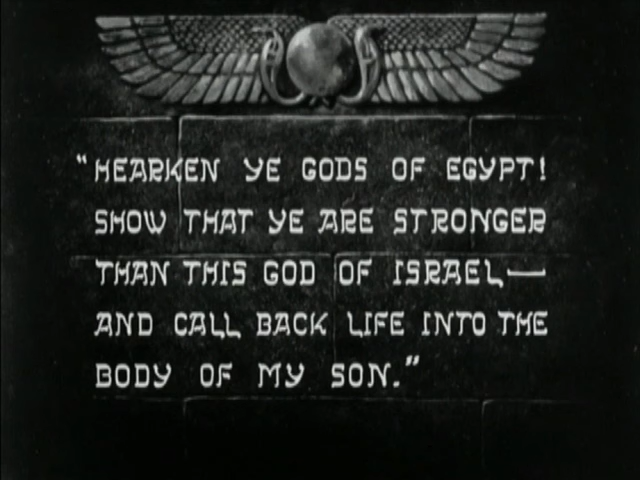 "HEARKEN YE GODS OF EGYPT!
SHOW THAT YE ARE STRONGER
THAN THIS GOD OF ISRAEL—
AND CALL BACK LIFE INTO THE
BODY OF MY SON."